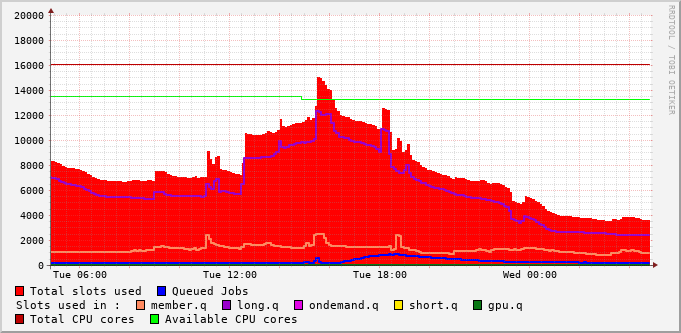 RRDTOOL / TOBI OETIKER
20000
18000
16000
14000
12000
10000
8000
6000
4000
2000
0
Tue 06:00 Tue 12:00 Tue 18:00 Wed 00:00
Total slots used Queued Jobs
Slots used in : member.q long.q ondemand.q short.q gpu.q
Total CPU cores Available CPU cores